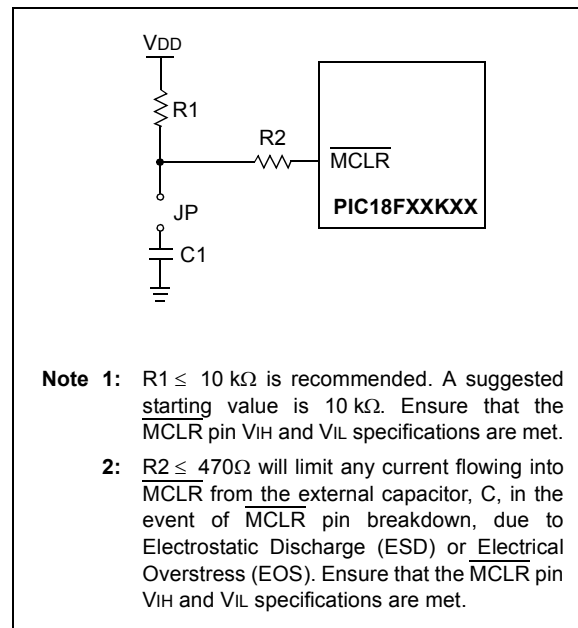 VDD
R1
R2
MCLR
PIC18FXXKXX
JP
C1
Note 1: R1 ≤ 10 kΩ is recommended. A suggested
starting value is 10 kΩ. Ensure that the
MCLR pin VIH and VIL specifications are met.
2: R2 ≤ 470Ω will limit any current flowing into
MCLR from the external capacitor, C, in the
event of MCLR pin breakdown, due to
Electrostatic Discharge (ESD) or Electrical
Overstress (EOS). Ensure that the MCLR pin
VIH and VIL specifications are met.